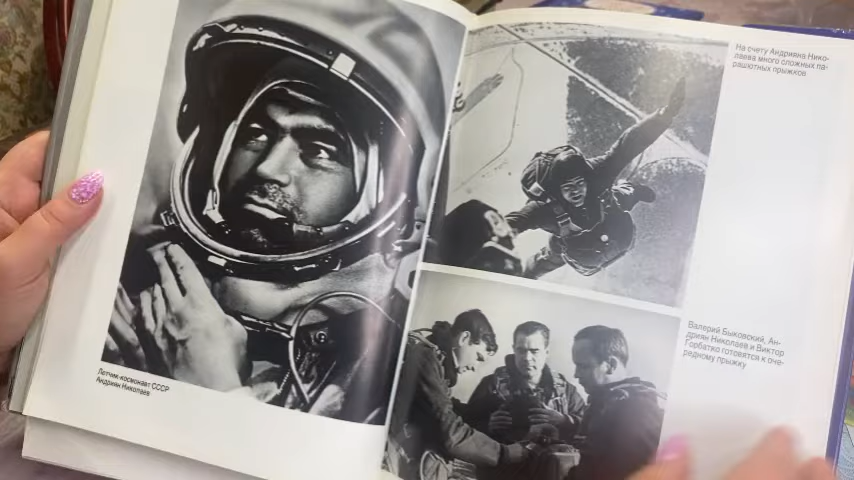 Летчик-космонавт СССР
Андриян Николаев
На счету Андрияна Нико-
лаева много сложных па-
рашютных прыжков
Валерий Быковский, Ан-
дриян Николаев и Виктор
Горбатко готовятся к оче-
редному прыжку